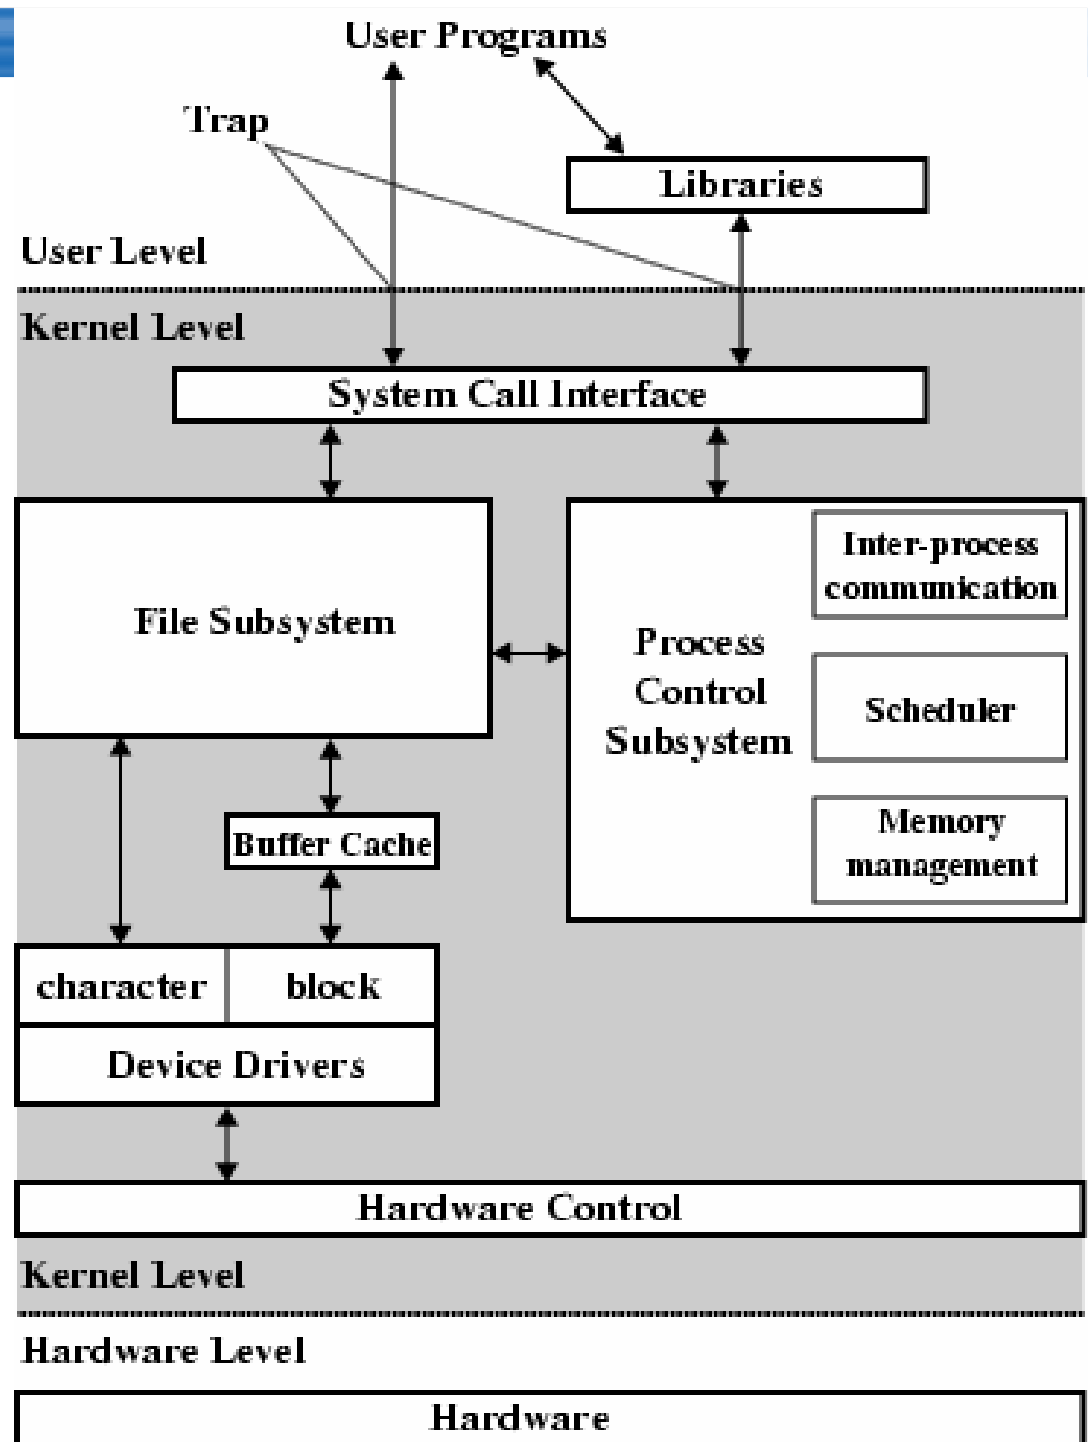 User Programs
Trap
Libraries
User Level
Kernel Level
System Call Interface
File Subsystem
Process
Control
Subsystem
Inter-process
communication
Scheduler
Memory
management
Buffer Cache
character
block
Device Drivers
Hardware Control
Kernel Level
Hardware Level
Hardware